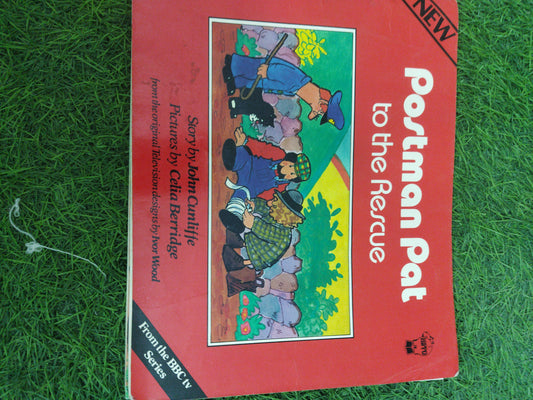 NEW
Postman Pat
to the Rescue
Story by John Cunliffe
Pictures by Celia Berridge
from the original Television designs by Ivor Wood
From the BBC tv
Series